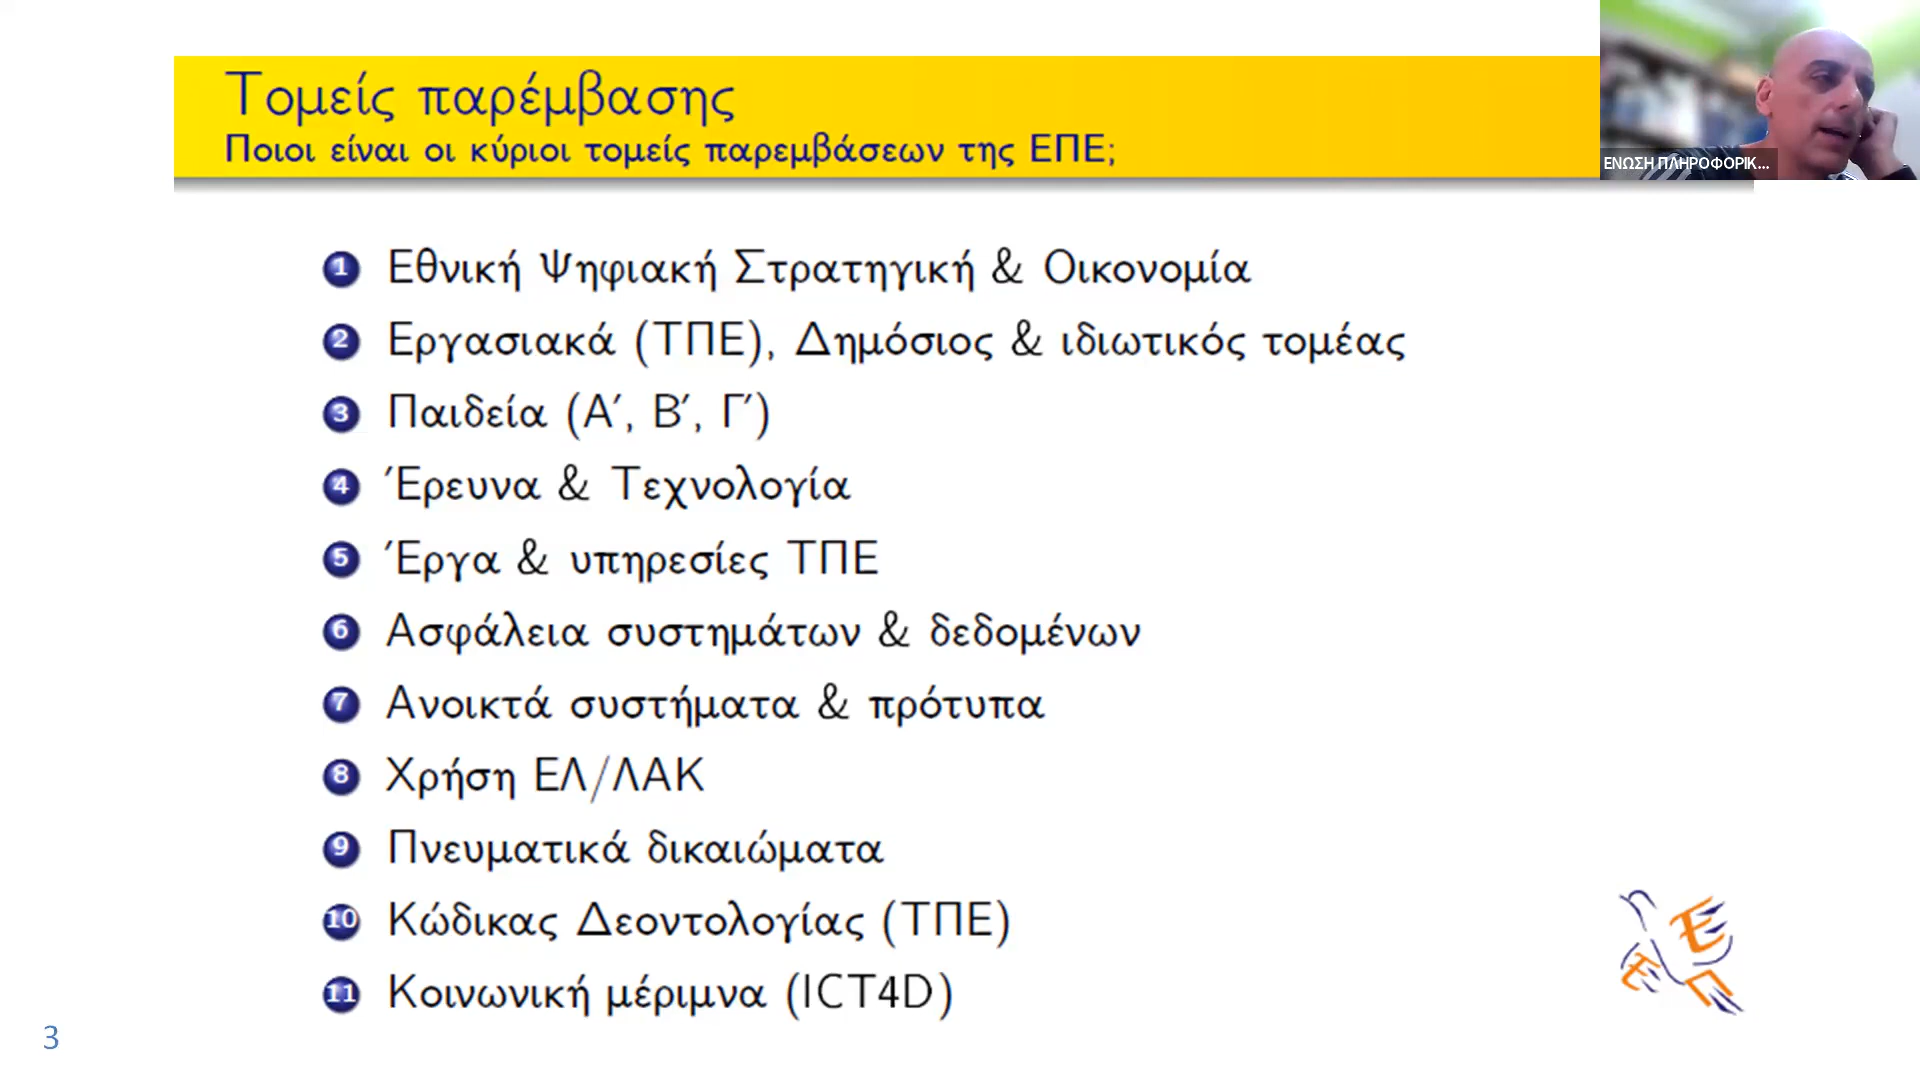 Τομείς παρέμβασης
Ποιοι είναι οι κύριοι τομείς παρεμβάσεων της ΕΠΕ;
ΕΝΩΣΗ ΠΛΗΡΟΦΟΡΙΚ...
1 Εθνική Ψηφιακή Στρατηγική & Οικονομία
2 Εργασιακά (ΤΠΕ), Δημόσιος & ιδιωτικός τομέας
3 Παιδεία (Α′, Β′, Γ′)
4 Έρευνα & Τεχνολογία
5 Έργα & υπηρεσίες ΤΠΕ
6 Ασφάλεια συστημάτων & δεδομένων
7 Ανοικτά συστήματα & πρότυπα
8 Χρήση ΕΛ/ΛΑΚ
9 Πνευματικά δικαιώματα
10 Κώδικας Δεοντολογίας (ΤΠΕ)
11 Κοινωνική μέριμνα (ICT4D)
Ε
Ε Π
3